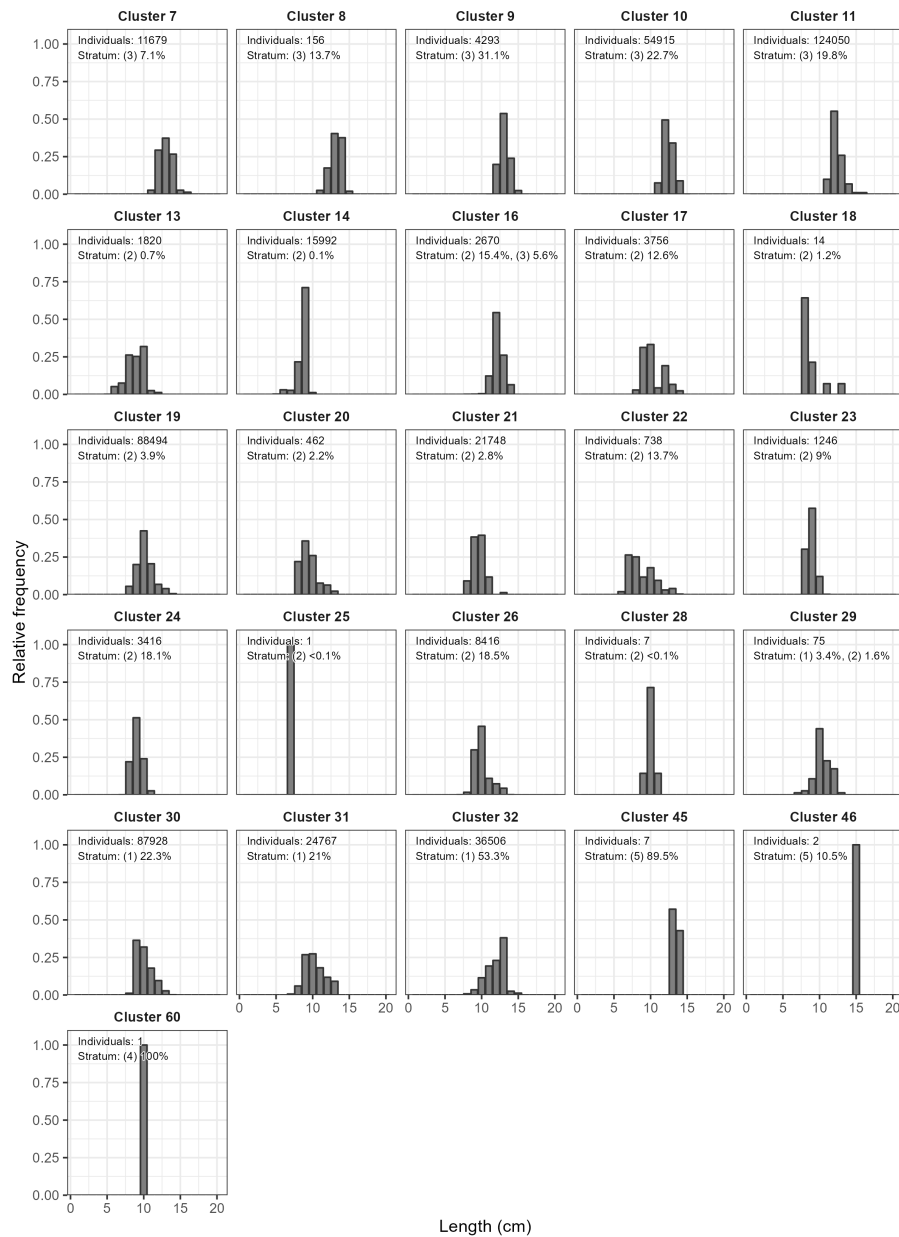 Cluster 7 Cluster 8 Cluster 9 Cluster 10 Cluster 11
Individuals: 11679 Individuals: 156 Individuals: 4293 Individuals: 54915 Individuals: 124050
1.00
Stratum: (3) 7.1% Stratum: (3) 13.7% Stratum: (3) 31.1% Stratum: (3) 22.7% Stratum: (3) 19.8%
0.75
0.50
0.25
0.00
Cluster 13 Cluster 14 Cluster 16 Cluster 17 Cluster 18
Individuals: 1820 Individuals: 15992 Individuals: 2670 Individuals: 3756 Individuals: 14
1.00
Stratum: (2) 0.7% Stratum: (2) 0.1% Stratum: (2) 15.4%, (3) 5.6% Stratum: (2) 12.6% Stratum: (2) 1.2%
0.75
0.50
0.25
0.00
Cluster 19 Cluster 20 Cluster 21 Cluster 22 Cluster 23
Individuals: 88494 Individuals: 462 Individuals: 21748 Individuals: 738 Individuals: 1246
1.00
Stratum: (2) 3.9% Stratum: (2) 2.2% Stratum: (2) 2.8% Stratum: (2) 13.7% Stratum: (2) 9%
0.75
0.50
0.25
0.00
Relative frequency
Cluster 24 Cluster 25 Cluster 26 Cluster 28 Cluster 29
Individuals: 3416 Individuals: 1 Individuals: 8416 Individuals: 7 Individuals: 75
1.00
Stratum: (2) 18.1% Stratum: (2) <0.1% Stratum: (2) 18.5% Stratum: (2) <0.1% Stratum: (1) 3.4%, (2) 1.6%
0.75
0.50
0.25
0.00
Cluster 30 Cluster 31 Cluster 32 Cluster 45 Cluster 46
Individuals: 87928 Individuals: 24767 Individuals: 36506 Individuals: 7 Individuals: 2
1.00
Stratum: (1) 22.3% Stratum: (1) 21% Stratum: (1) 53.3% Stratum: (5) 89.5% Stratum: (5) 10.5%
0.75
0.50
0.25
0.00
0 5 10 15 20 0 5 10 15 20 0 5 10 15 20 0 5 10 15 20
Cluster 60
Individuals: 1
1.00
Stratum: (4) 100%
0.75
0.50
0.25
0.00
0 5 10 15 20
Length (cm)